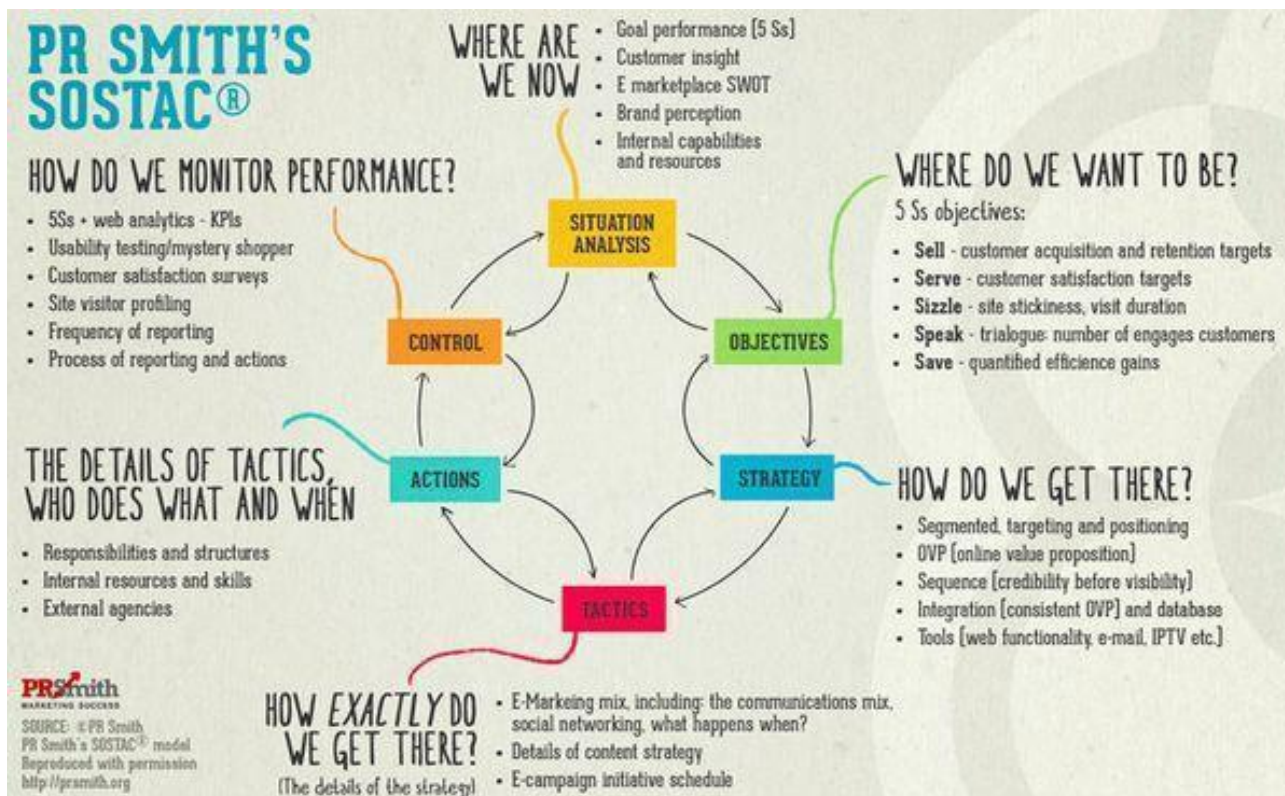 PR SMITH'S
SOSTAC®
WHERE ARE
WE NOW
• Goal performance (5 Ss)
• Customer insight
• E marketplace SWOT
• Brand perception
• Internal capabilities
and resources
HOW DO WE MONITOR PERFORMANCE?
• 5Ss + web analytics - KPIs
• Usability testing/mystery shopper
• Customer satisfaction surveys
• Site visitor profiling
• Frequency of reporting
• Process of reporting and actions
WHERE DO WE WANT TO BE?
5 Ss objectives:
• Sell - customer acquisition and retention targets
• Serve - customer satisfaction targets
• Sizzle - site stickiness, visit duration
• Speak - trialogue: number of engages customers
• Save - quantified efficience gains
SITUATION
ANALYSIS
CONTROL
OBJECTIVES
ACTIONS
STRATEGY
TACTICS
THE DETAILS OF TACTICS,
WHO DOES WHAT AND WHEN
• Responsibilities and structures
• Internal resources and skills
• External agencies
HOW DO WE GET THERE?
• Segmented, targeting and positioning
• OVP (online value proposition)
• Sequence (credibility before visibility)
• Integration (consistent OVP) and database
• Tools (web functionality, e-mail, IPTV etc.)
HOW EXACTLY DO
WE GET THERE?
(The details of the strategy)
• E-Markeing mix, including: the communications mix,
social networking, what happens when?
• Details of content strategy
• E-campaign initiative schedule
PRSmith
MARKETING SUCCESS
SOURCE: ©PR Smith
PR Smith's SOSTAC® model
Reproduced with permission
http://prsmith.org